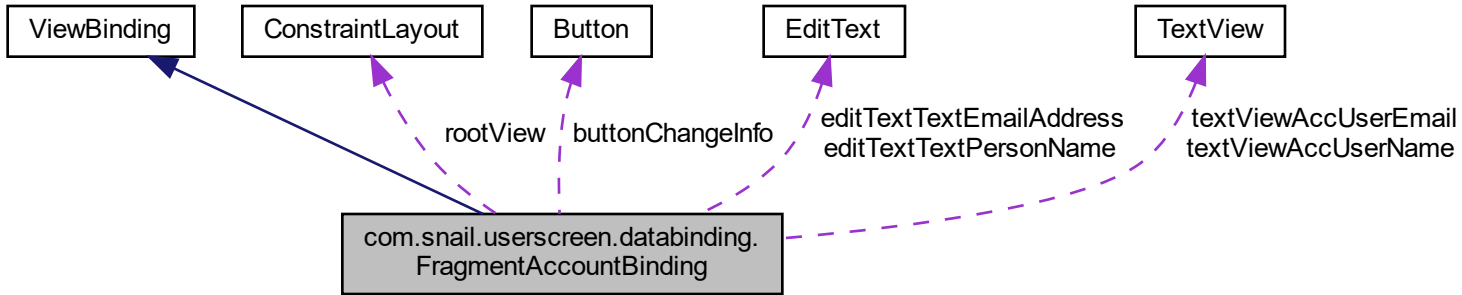 ViewBinding
ConstraintLayout
Button
EditText
TextView
rootView
buttonChangeInfo
editTextTextEmailAddress
editTextTextPersonName
textViewAccUserEmail
textViewAccUserName
com.snail.userscreen.databinding.
FragmentAccountBinding